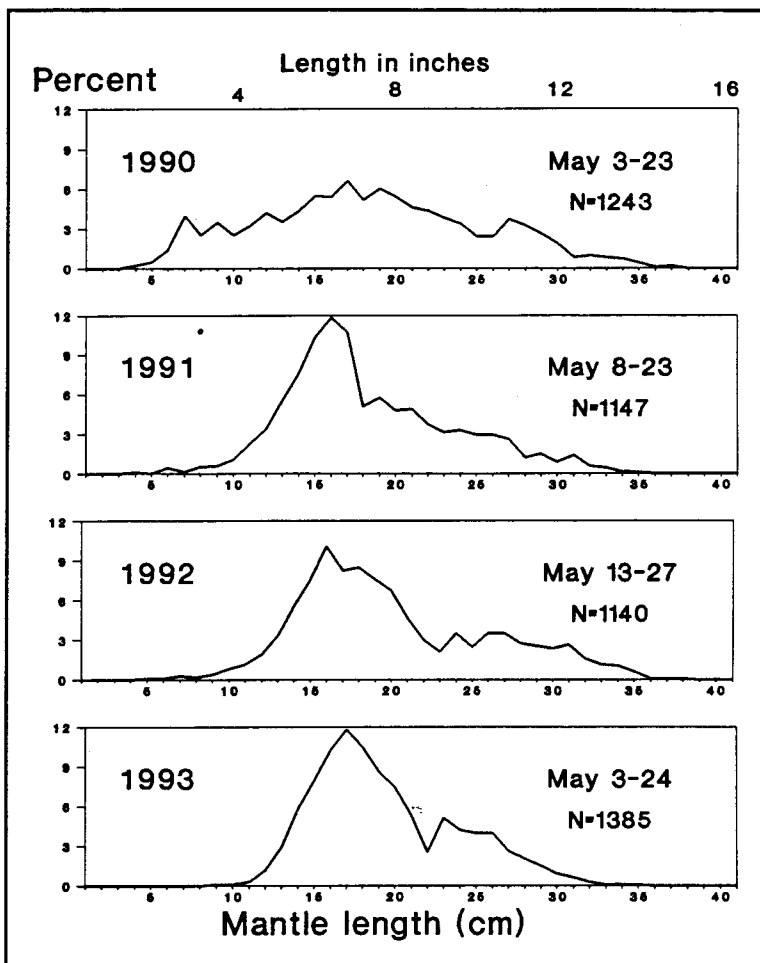 Length in inches
Percent
4 8 12 16
12
1990 May 3-23
9
N=1243
6
3
0
5 10 15 20 25 30 35 40
12
1991 May 8-23
9
N=1147
6
3
0
5 10 15 20 25 30 35 40
12
1992 May 13-27
9
N=1140
6
3
0
5 10 15 20 25 30 35 40
12
1993 May 3-24
9
N=1385
6
3
0
5 10 15 20 25 30 35 40
Mantle length (cm)